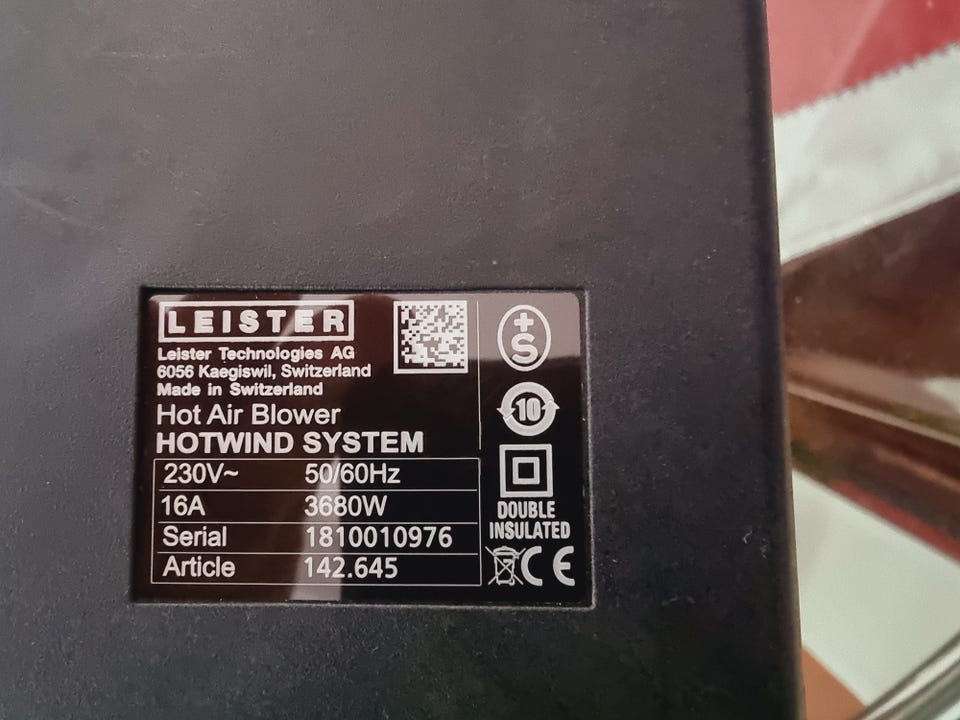 LEISTER
Leister Technologies AG
6056 Kaegiswil, Switzerland
Made in Switzerland
Hot Air Blower
HOTWIND SYSTEM
230V~ 50/60Hz
16A 3680W
Serial 1810010976
Article 142.645
+S
10
DOUBLE
INSULATED
CE